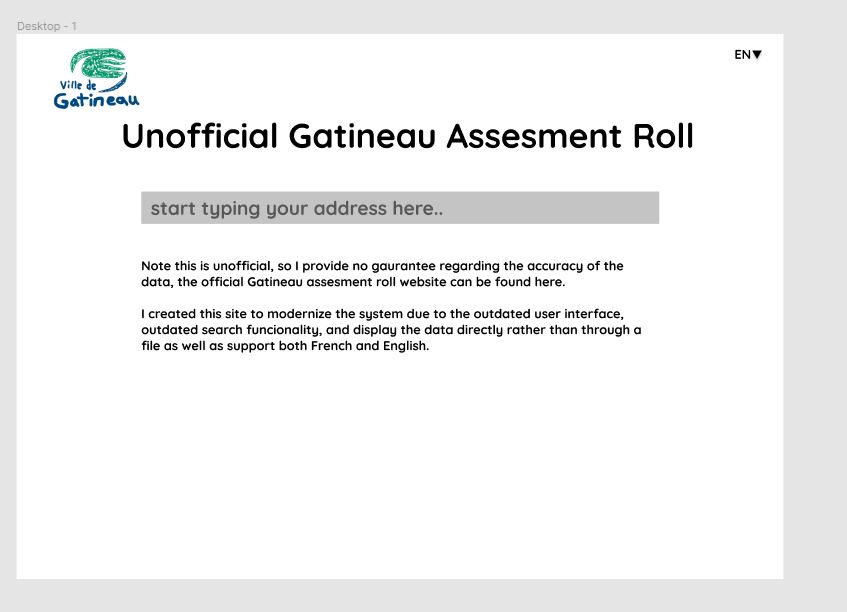 Desktop - 1
EN▼
Ville de
Gatineau
Unofficial Gatineau Assesment Roll
start typing your address here..
Note this is unofficial, so I provide no gaurantee regarding the accuracy of the
data, the official Gatineau assesment roll website can be found here.
I created this site to modernize the system due to the outdated user interface,
outdated search funcionality, and display the data directly rather than through a
file as well as support both French and English.